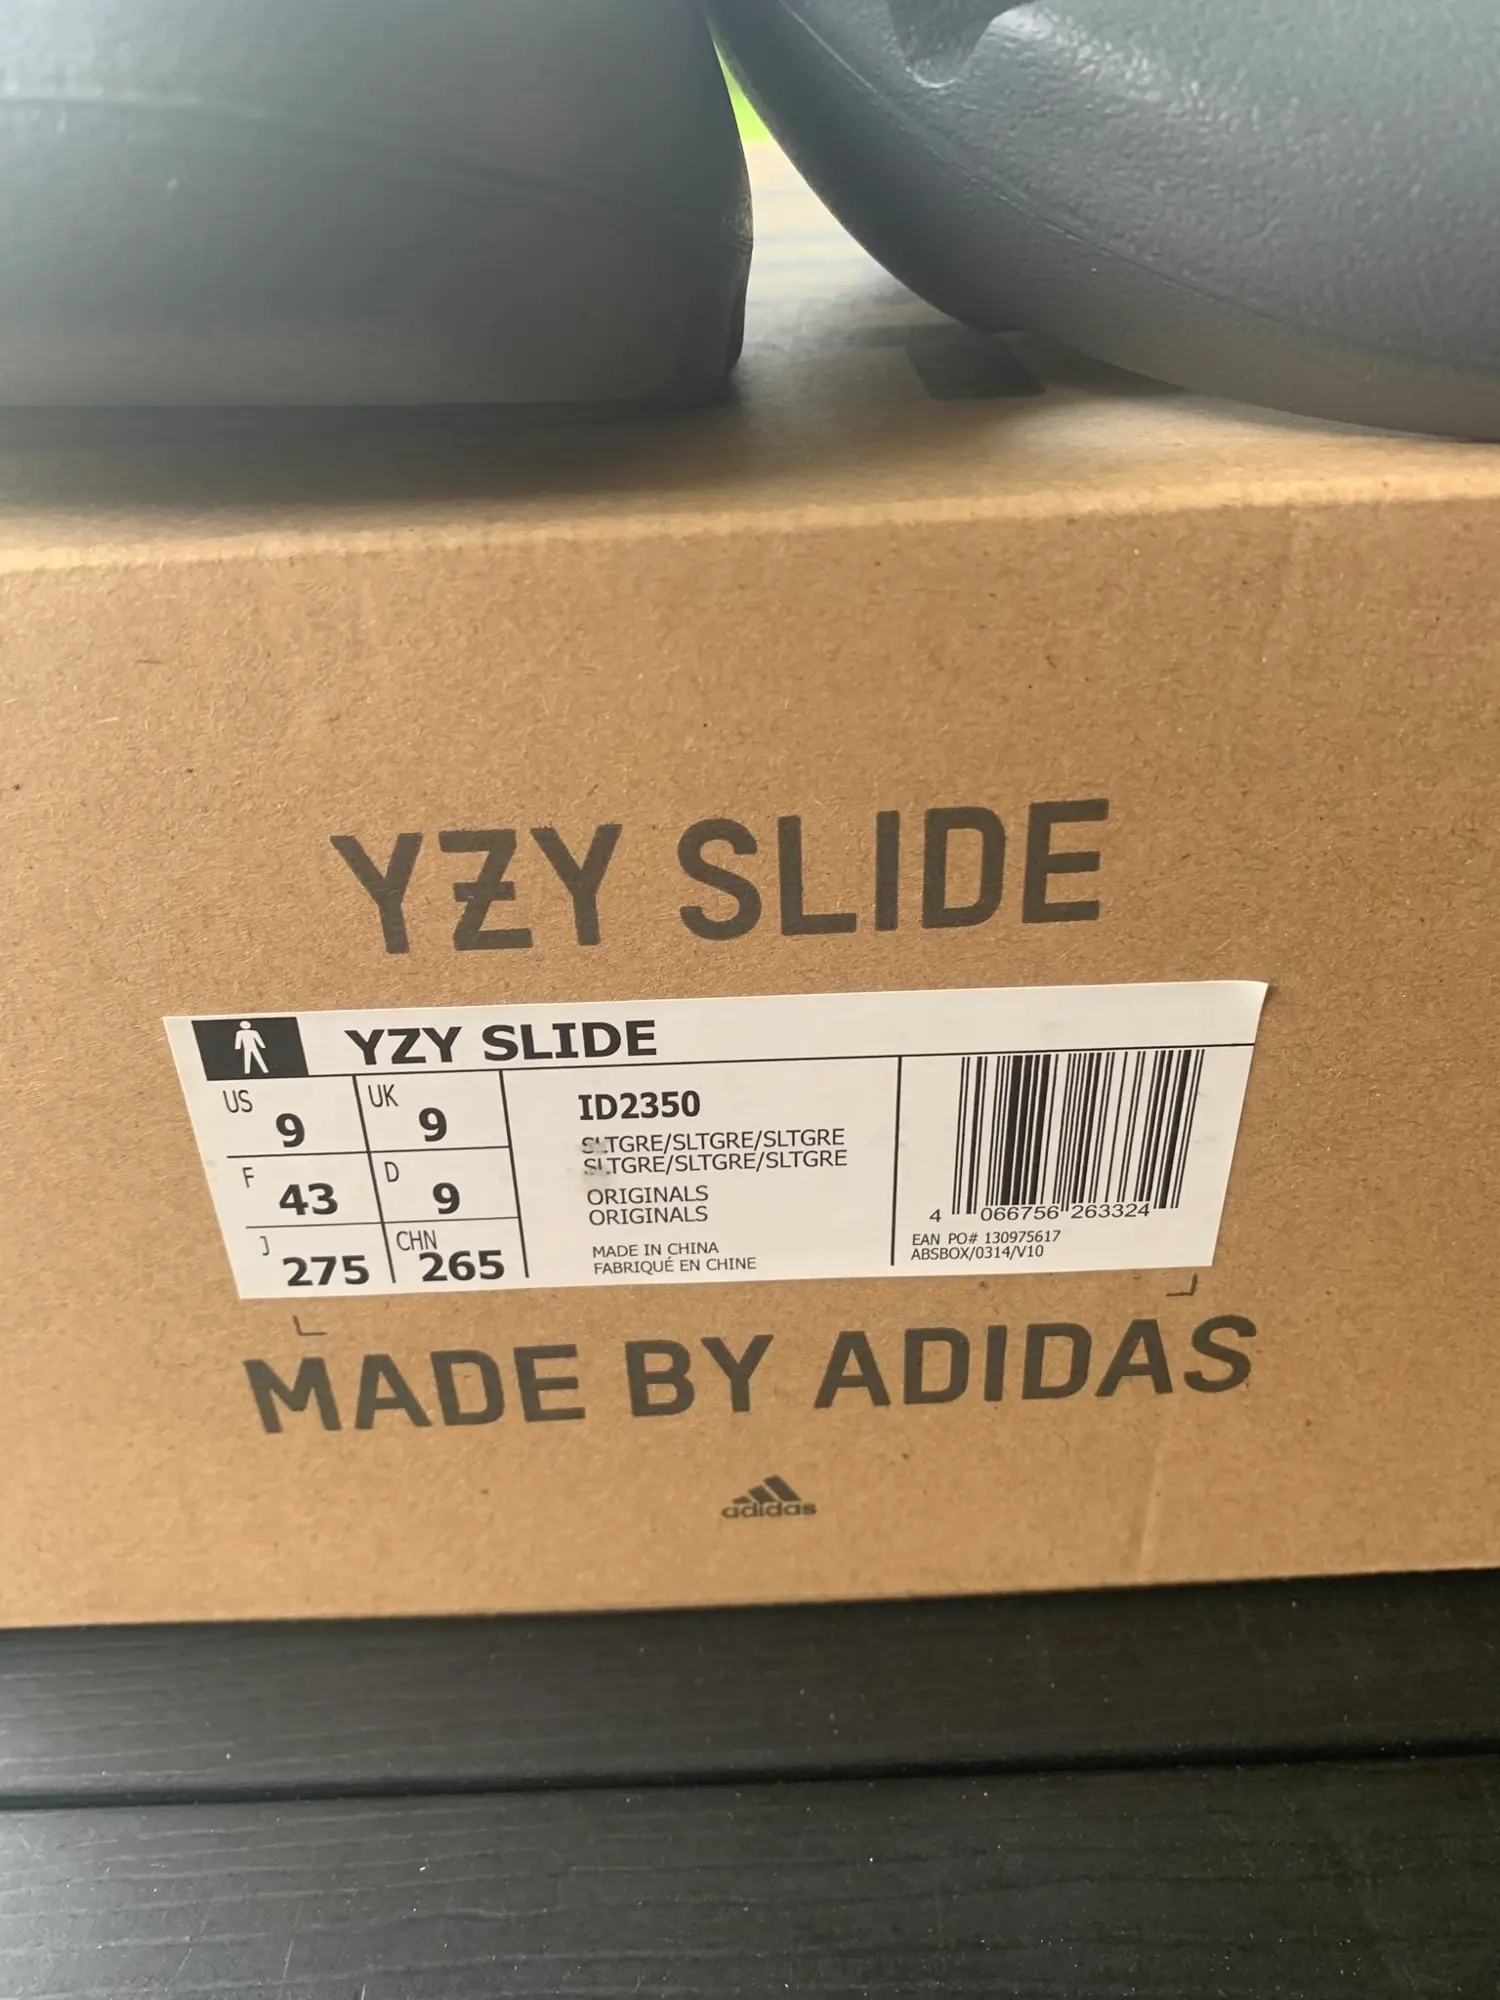 YZY SLIDE
YZY SLIDE
US 9 UK 9
F 43 D 9
J 275 CHN 265
ID2350
SLTGRE/SLTGRE/SLTGRE
SLTGRE/SLTGRE/SLTGRE
ORIGINALS
ORIGINALS
MADE IN CHINA
FABRIQUÉ EN CHINE
4 066756 263324
EAN PO# 130975617
ABSBOX/0314/V10
MADE BY ADIDAS
adidas